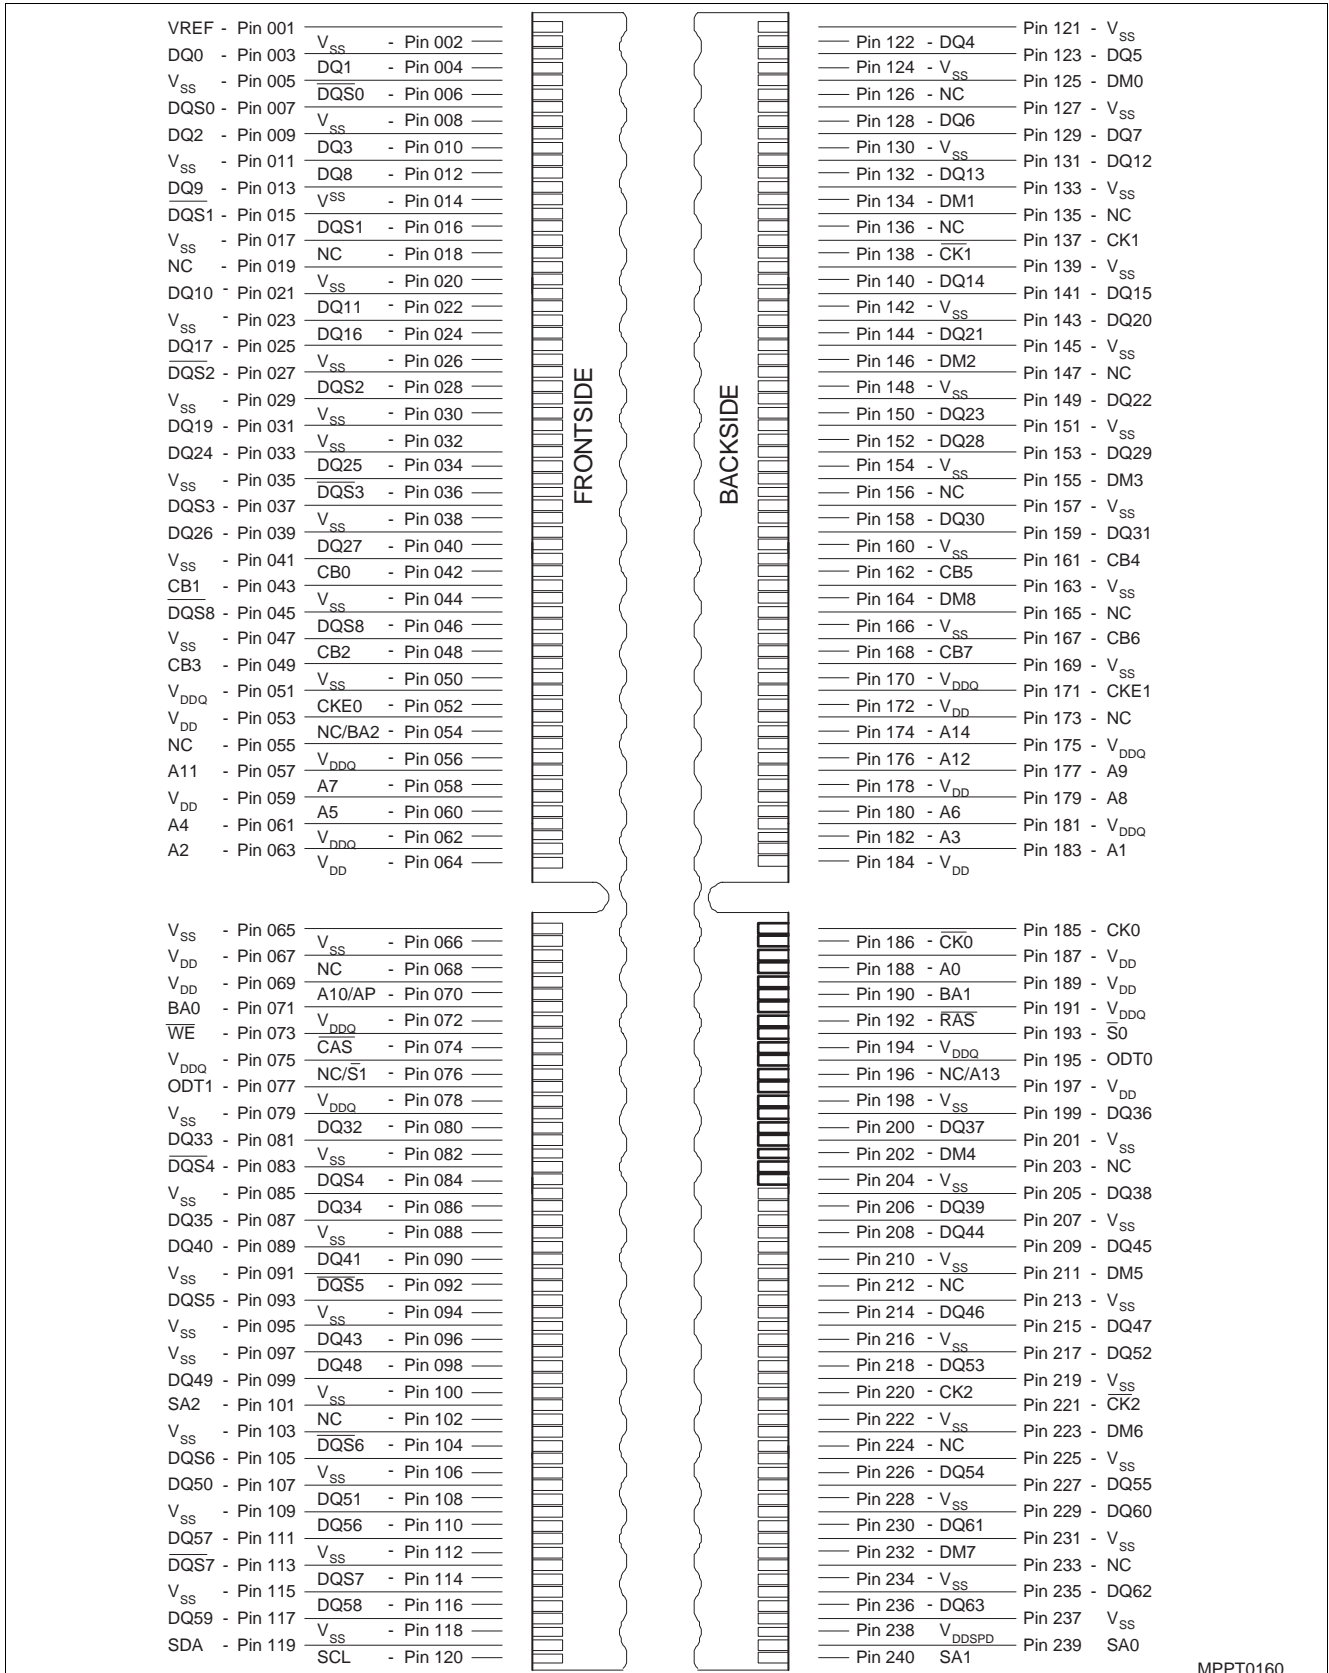 VREF - Pin 001 Pin 121 - VSS
VSS - Pin 002 Pin 122 - DQ4
DQ0 - Pin 003 Pin 123 - DQ5
DQ1 - Pin 004 Pin 124 - VSS
VSS - Pin 005 Pin 125 - DM0
D̅Q̅S̅0̅ - Pin 006 Pin 126 - NC
DQS0 - Pin 007 Pin 127 - VSS
VSS - Pin 008 Pin 128 - DQ6
DQ2 - Pin 009 Pin 129 - DQ7
DQ3 - Pin 010 Pin 130 - VSS
VSS - Pin 011 Pin 131 - DQ12
DQ8 - Pin 012 Pin 132 - DQ13
DQ9 - Pin 013 Pin 133 - VSS
VSS - Pin 014 Pin 134 - DM1
D̅Q̅S̅1̅ - Pin 015 Pin 135 - NC
DQS1 - Pin 016 Pin 136 - NC
VSS - Pin 017 Pin 137 - CK1
NC - Pin 018 Pin 138 - C̅K̅1̅
NC - Pin 019 Pin 139 - VSS
VSS - Pin 020 Pin 140 - DQ14
DQ10 - Pin 021 Pin 141 - DQ15
DQ11 - Pin 022 Pin 142 - VSS
VSS - Pin 023 Pin 143 - DQ20
DQ16 - Pin 024 Pin 144 - DQ21
DQ17 - Pin 025 Pin 145 - VSS
VSS - Pin 026 Pin 146 - DM2
D̅Q̅S̅2̅ - Pin 027 Pin 147 - NC
DQS2 - Pin 028 Pin 148 - VSS
VSS - Pin 029 Pin 149 - DQ22
VSS - Pin 030 Pin 150 - DQ23
DQ19 - Pin 031 Pin 151 - VSS
VSS - Pin 032 Pin 152 - DQ28
DQ24 - Pin 033 Pin 153 - DQ29
DQ25 - Pin 034 Pin 154 - VSS
VSS - Pin 035 Pin 155 - DM3
D̅Q̅S̅3̅ - Pin 036 Pin 156 - NC
DQS3 - Pin 037 Pin 157 - VSS
VSS - Pin 038 Pin 158 - DQ30
DQ26 - Pin 039 Pin 159 - DQ31
DQ27 - Pin 040 Pin 160 - VSS
VSS - Pin 041 Pin 161 - CB4
CB0 - Pin 042 Pin 162 - CB5
CB1 - Pin 043 Pin 163 - VSS
VSS - Pin 044 Pin 164 - DM8
D̅Q̅S̅8̅ - Pin 045 Pin 165 - NC
DQS8 - Pin 046 Pin 166 - VSS
VSS - Pin 047 Pin 167 - CB6
CB2 - Pin 048 Pin 168 - CB7
CB3 - Pin 049 Pin 169 - VSS
VSS - Pin 050 Pin 170 - VDDQ
VDDQ - Pin 051 Pin 171 - CKE1
CKE0 - Pin 052 Pin 172 - VDD
VDD - Pin 053 Pin 173 - NC
NC/BA2 - Pin 054 Pin 174 - A14
NC - Pin 055 Pin 175 - VDDQ
VDDQ - Pin 056 Pin 176 - A12
A11 - Pin 057 Pin 177 - A9
A7 - Pin 058 Pin 178 - VDD
VDD - Pin 059 Pin 179 - A8
A5 - Pin 060 Pin 180 - A6
A4 - Pin 061 Pin 181 - VDDQ
VDDQ - Pin 062 Pin 182 - A3
A2 - Pin 063 Pin 183 - A1
VDD - Pin 064 Pin 184 - VDD
FRONTSIDE
BACKSIDE
VSS - Pin 065 Pin 185 - CK0
VSS - Pin 066 Pin 186 - C̅K̅0̅
VDD - Pin 067 Pin 187 - VDD
NC - Pin 068 Pin 188 - A0
VDD - Pin 069 Pin 189 - VDD
A10/AP - Pin 070 Pin 190 - BA1
BA0 - Pin 071 Pin 191 - VDDQ
VDDQ - Pin 072 Pin 192 - R̅A̅S̅
W̅E̅ - Pin 073 Pin 193 - S̅0
C̅A̅S̅ - Pin 074 Pin 194 - VDDQ
VDDQ - Pin 075 Pin 195 - ODT0
NC/S̅1 - Pin 076 Pin 196 - NC/A13
ODT1 - Pin 077 Pin 197 - VDD
VDDQ - Pin 078 Pin 198 - VSS
VSS - Pin 079 Pin 199 - DQ36
DQ32 - Pin 080 Pin 200 - DQ37
DQ33 - Pin 081 Pin 201 - VSS
VSS - Pin 082 Pin 202 - DM4
D̅Q̅S̅4̅ - Pin 083 Pin 203 - NC
DQS4 - Pin 084 Pin 204 - VSS
VSS - Pin 085 Pin 205 - DQ38
DQ34 - Pin 086 Pin 206 - DQ39
DQ35 - Pin 087 Pin 207 - VSS
VSS - Pin 088 Pin 208 - DQ44
DQ40 - Pin 089 Pin 209 - DQ45
DQ41 - Pin 090 Pin 210 - VSS
VSS - Pin 091 Pin 211 - DM5
D̅Q̅S̅5̅ - Pin 092 Pin 212 - NC
DQS5 - Pin 093 Pin 213 - VSS
VSS - Pin 094 Pin 214 - DQ46
VSS - Pin 095 Pin 215 - DQ47
DQ43 - Pin 096 Pin 216 - VSS
VSS - Pin 097 Pin 217 - DQ52
DQ48 - Pin 098 Pin 218 - DQ53
DQ49 - Pin 099 Pin 219 - VSS
VSS - Pin 100 Pin 220 - CK2
SA2 - Pin 101 Pin 221 - C̅K̅2̅
NC - Pin 102 Pin 222 - VSS
VSS - Pin 103 Pin 223 - DM6
D̅Q̅S̅6̅ - Pin 104 Pin 224 - NC
DQS6 - Pin 105 Pin 225 - VSS
VSS - Pin 106 Pin 226 - DQ54
DQ50 - Pin 107 Pin 227 - DQ55
DQ51 - Pin 108 Pin 228 - VSS
VSS - Pin 109 Pin 229 - DQ60
DQ56 - Pin 110 Pin 230 - DQ61
DQ57 - Pin 111 Pin 231 - VSS
VSS - Pin 112 Pin 232 - DM7
D̅Q̅S̅7̅ - Pin 113 Pin 233 - NC
DQS7 - Pin 114 Pin 234 - VSS
VSS - Pin 115 Pin 235 - DQ62
DQ58 - Pin 116 Pin 236 - DQ63
DQ59 - Pin 117 Pin 237 VSS
VSS - Pin 118 Pin 238 VDDSPD
SDA - Pin 119 Pin 239 SA0
SCL - Pin 120 Pin 240 SA1
MPPT0160